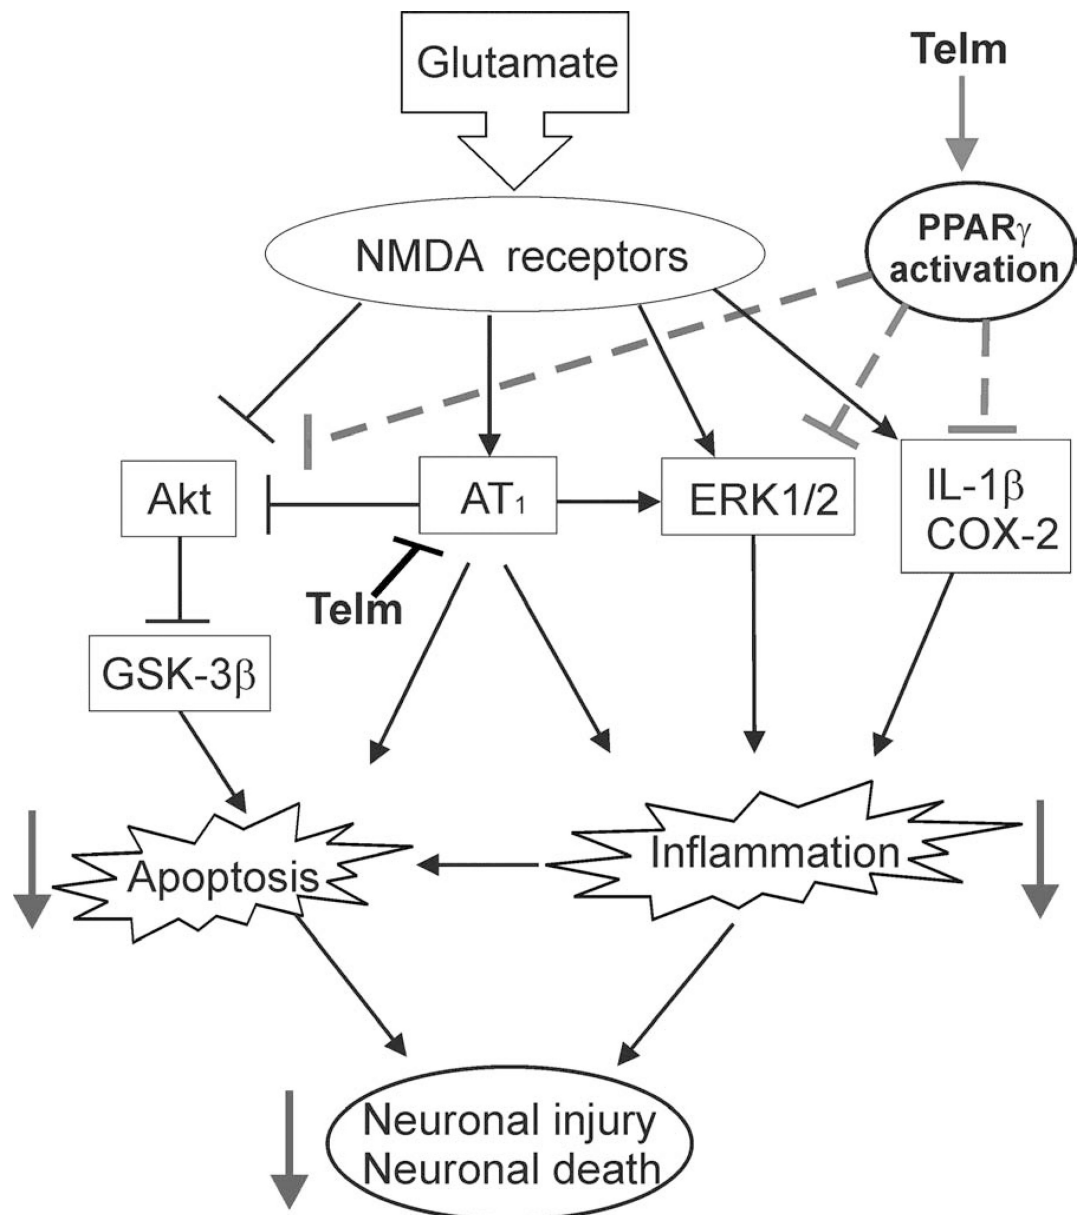 Glutamate
Telm
NMDA receptors
PPARγ
activation
Akt
AT₁
ERK1/2
IL-1β
COX-2
Telm
GSK-3β
Apoptosis
Inflammation
Neuronal injury
Neuronal death